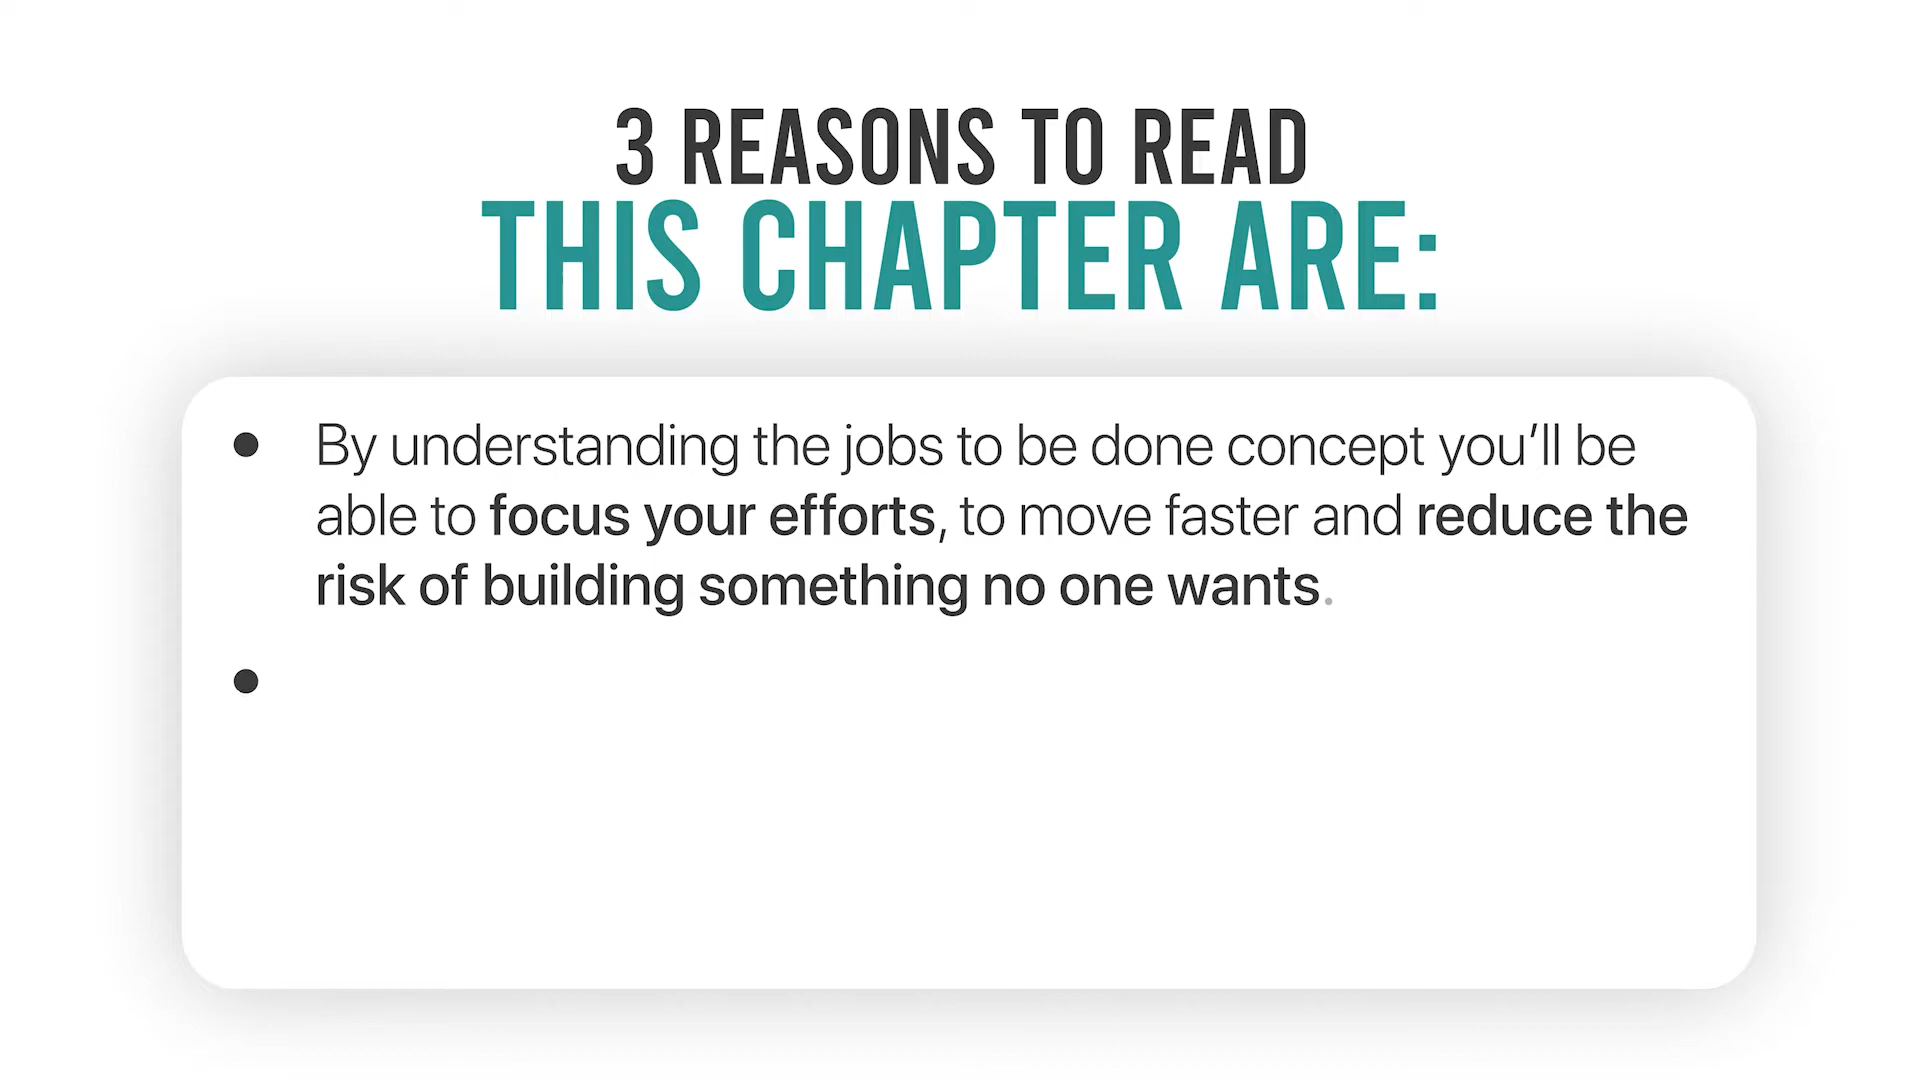 3 REASONS TO READ
THIS CHAPTER ARE:
• By understanding the jobs to be done concept you’ll be
able to focus your efforts, to move faster and reduce the
risk of building something no one wants.
•